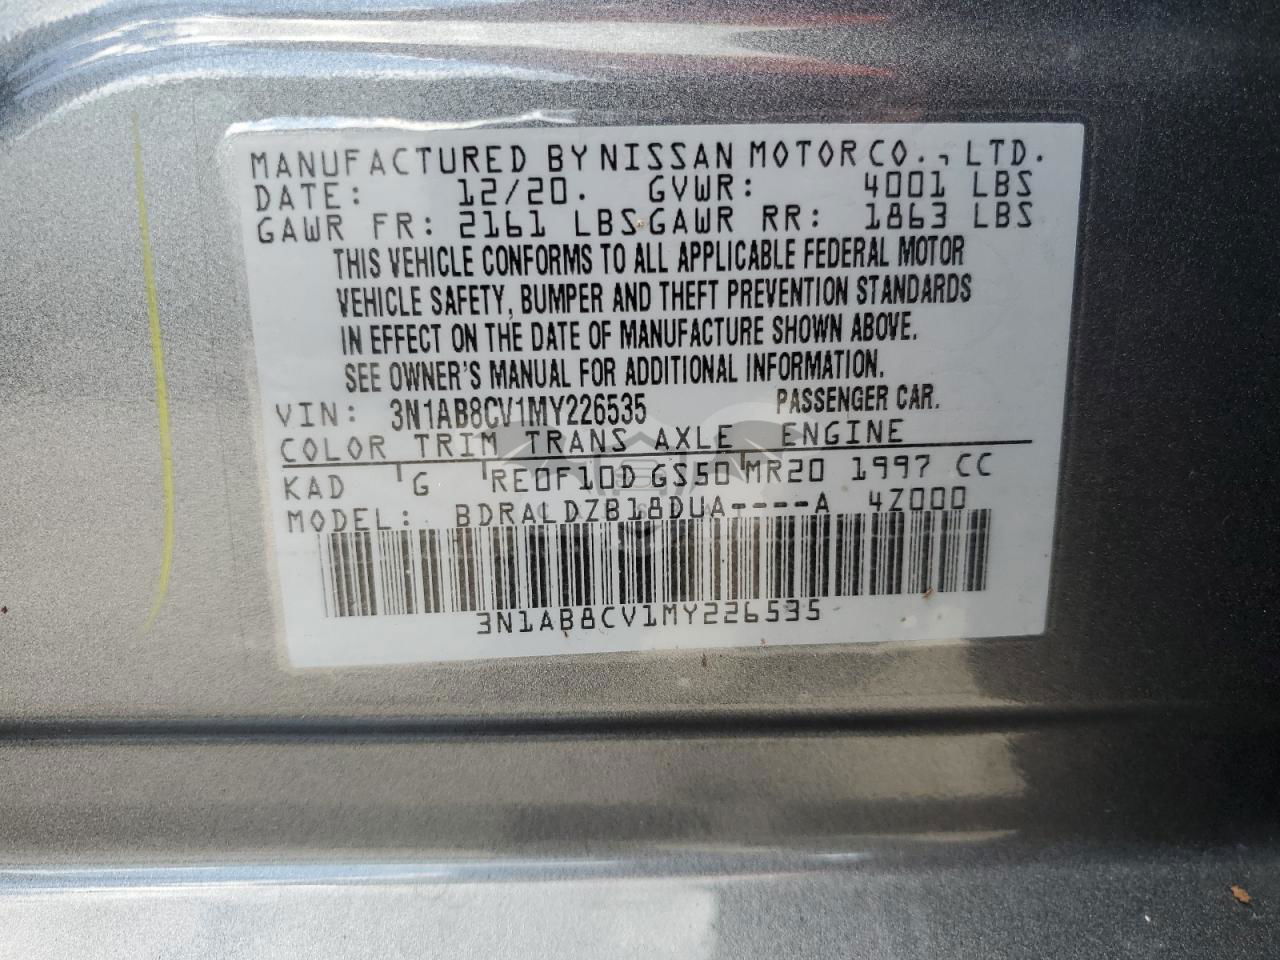 MANUFACTURED BY NISSAN MOTOR CO., LTD.
DATE: 12/20. GVWR: 4001 LBS
GAWR FR: 2161 LBS GAWR RR: 1863 LBS
THIS VEHICLE CONFORMS TO ALL APPLICABLE FEDERAL MOTOR
VEHICLE SAFETY, BUMPER AND THEFT PREVENTION STANDARDS
IN EFFECT ON THE DATE OF MANUFACTURE SHOWN ABOVE.
SEE OWNER'S MANUAL FOR ADDITIONAL INFORMATION.
VIN: 3N1AB8CV1MY226535 PASSENGER CAR.
COLOR TRIM TRANS AXLE ENGINE
KAD G RE0F10D GS50 MR20 1997 CC
MODEL: BDRALDZB18DUA----A 4Z000
3N1AB8CV1MY226535